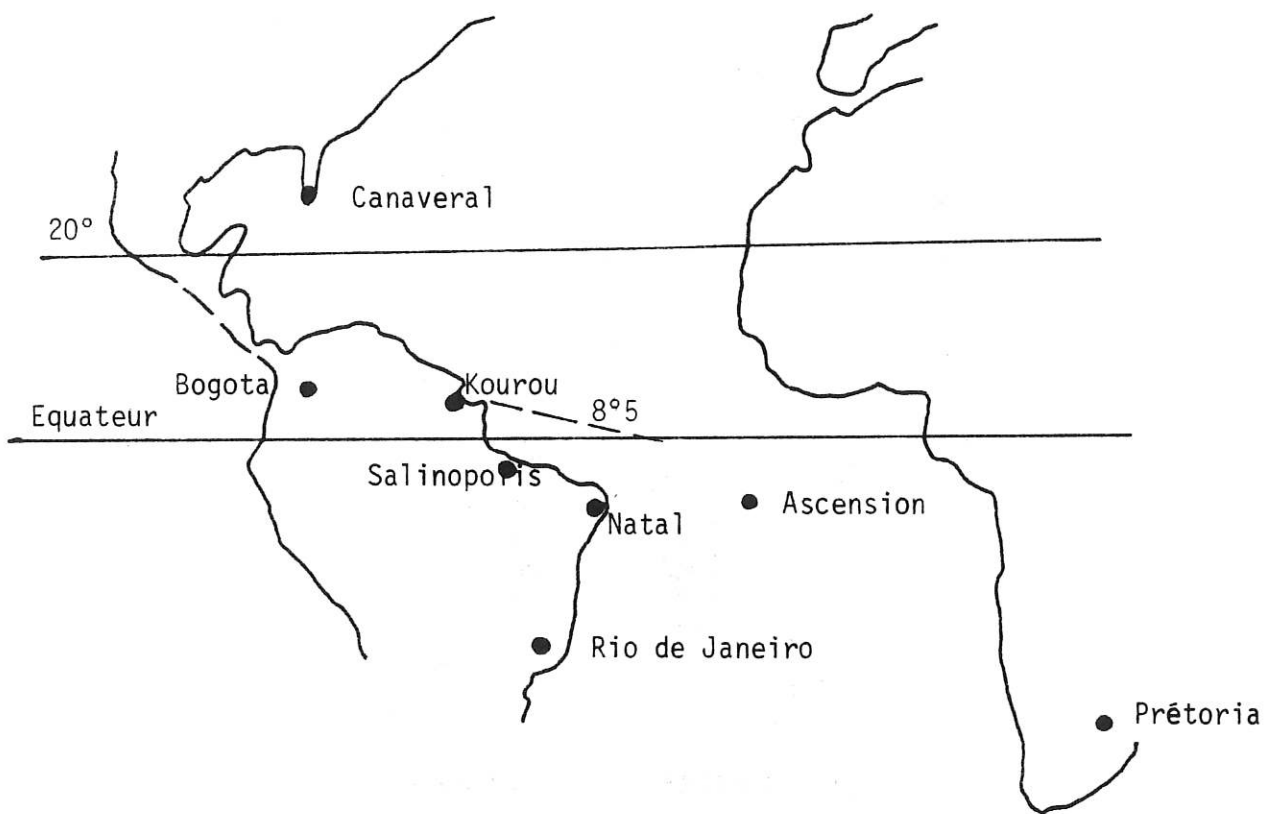 Canaveral
20°
Bogota
Kourou
Equateur
8°5
Salinopolis
Ascension
Natal
Rio de Janeiro
Prétoria